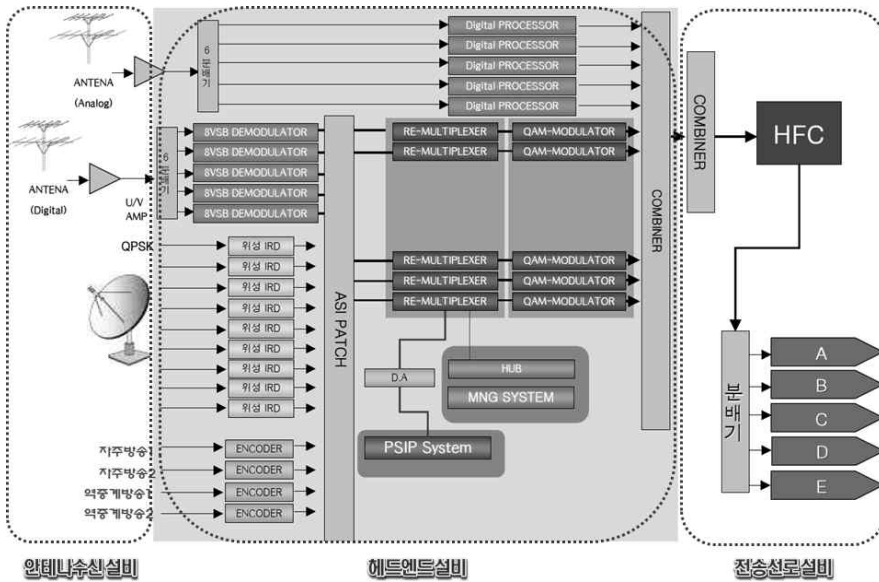 ANTENA
(Analog)
6
분배기
Digital PROCESSOR
Digital PROCESSOR
Digital PROCESSOR
Digital PROCESSOR
Digital PROCESSOR
ANTENA
(Digital)
U/V
AMP
6
분배기
8VSB DEMODULATOR
8VSB DEMODULATOR
8VSB DEMODULATOR
8VSB DEMODULATOR
8VSB DEMODULATOR
QPSK
위성 IRD
위성 IRD
위성 IRD
위성 IRD
위성 IRD
위성 IRD
위성 IRD
위성 IRD
위성 IRD
자주방송1
자주방송2
역중계방송1
역중계방송2
ENCODER
ENCODER
ENCODER
ENCODER
ASI PATCH
RE-MULTIPLEXER
QAM-MODULATOR
RE-MULTIPLEXER
QAM-MODULATOR
RE-MULTIPLEXER
QAM-MODULATOR
RE-MULTIPLEXER
QAM-MODULATOR
RE-MULTIPLEXER
QAM-MODULATOR
D.A
HUB
MNG SYSTEM
PSIP System
COMBINER
COMBINER
HFC
분배기
A
B
C
D
E
안테나수신설비
헤드엔드설비
전송선로설비